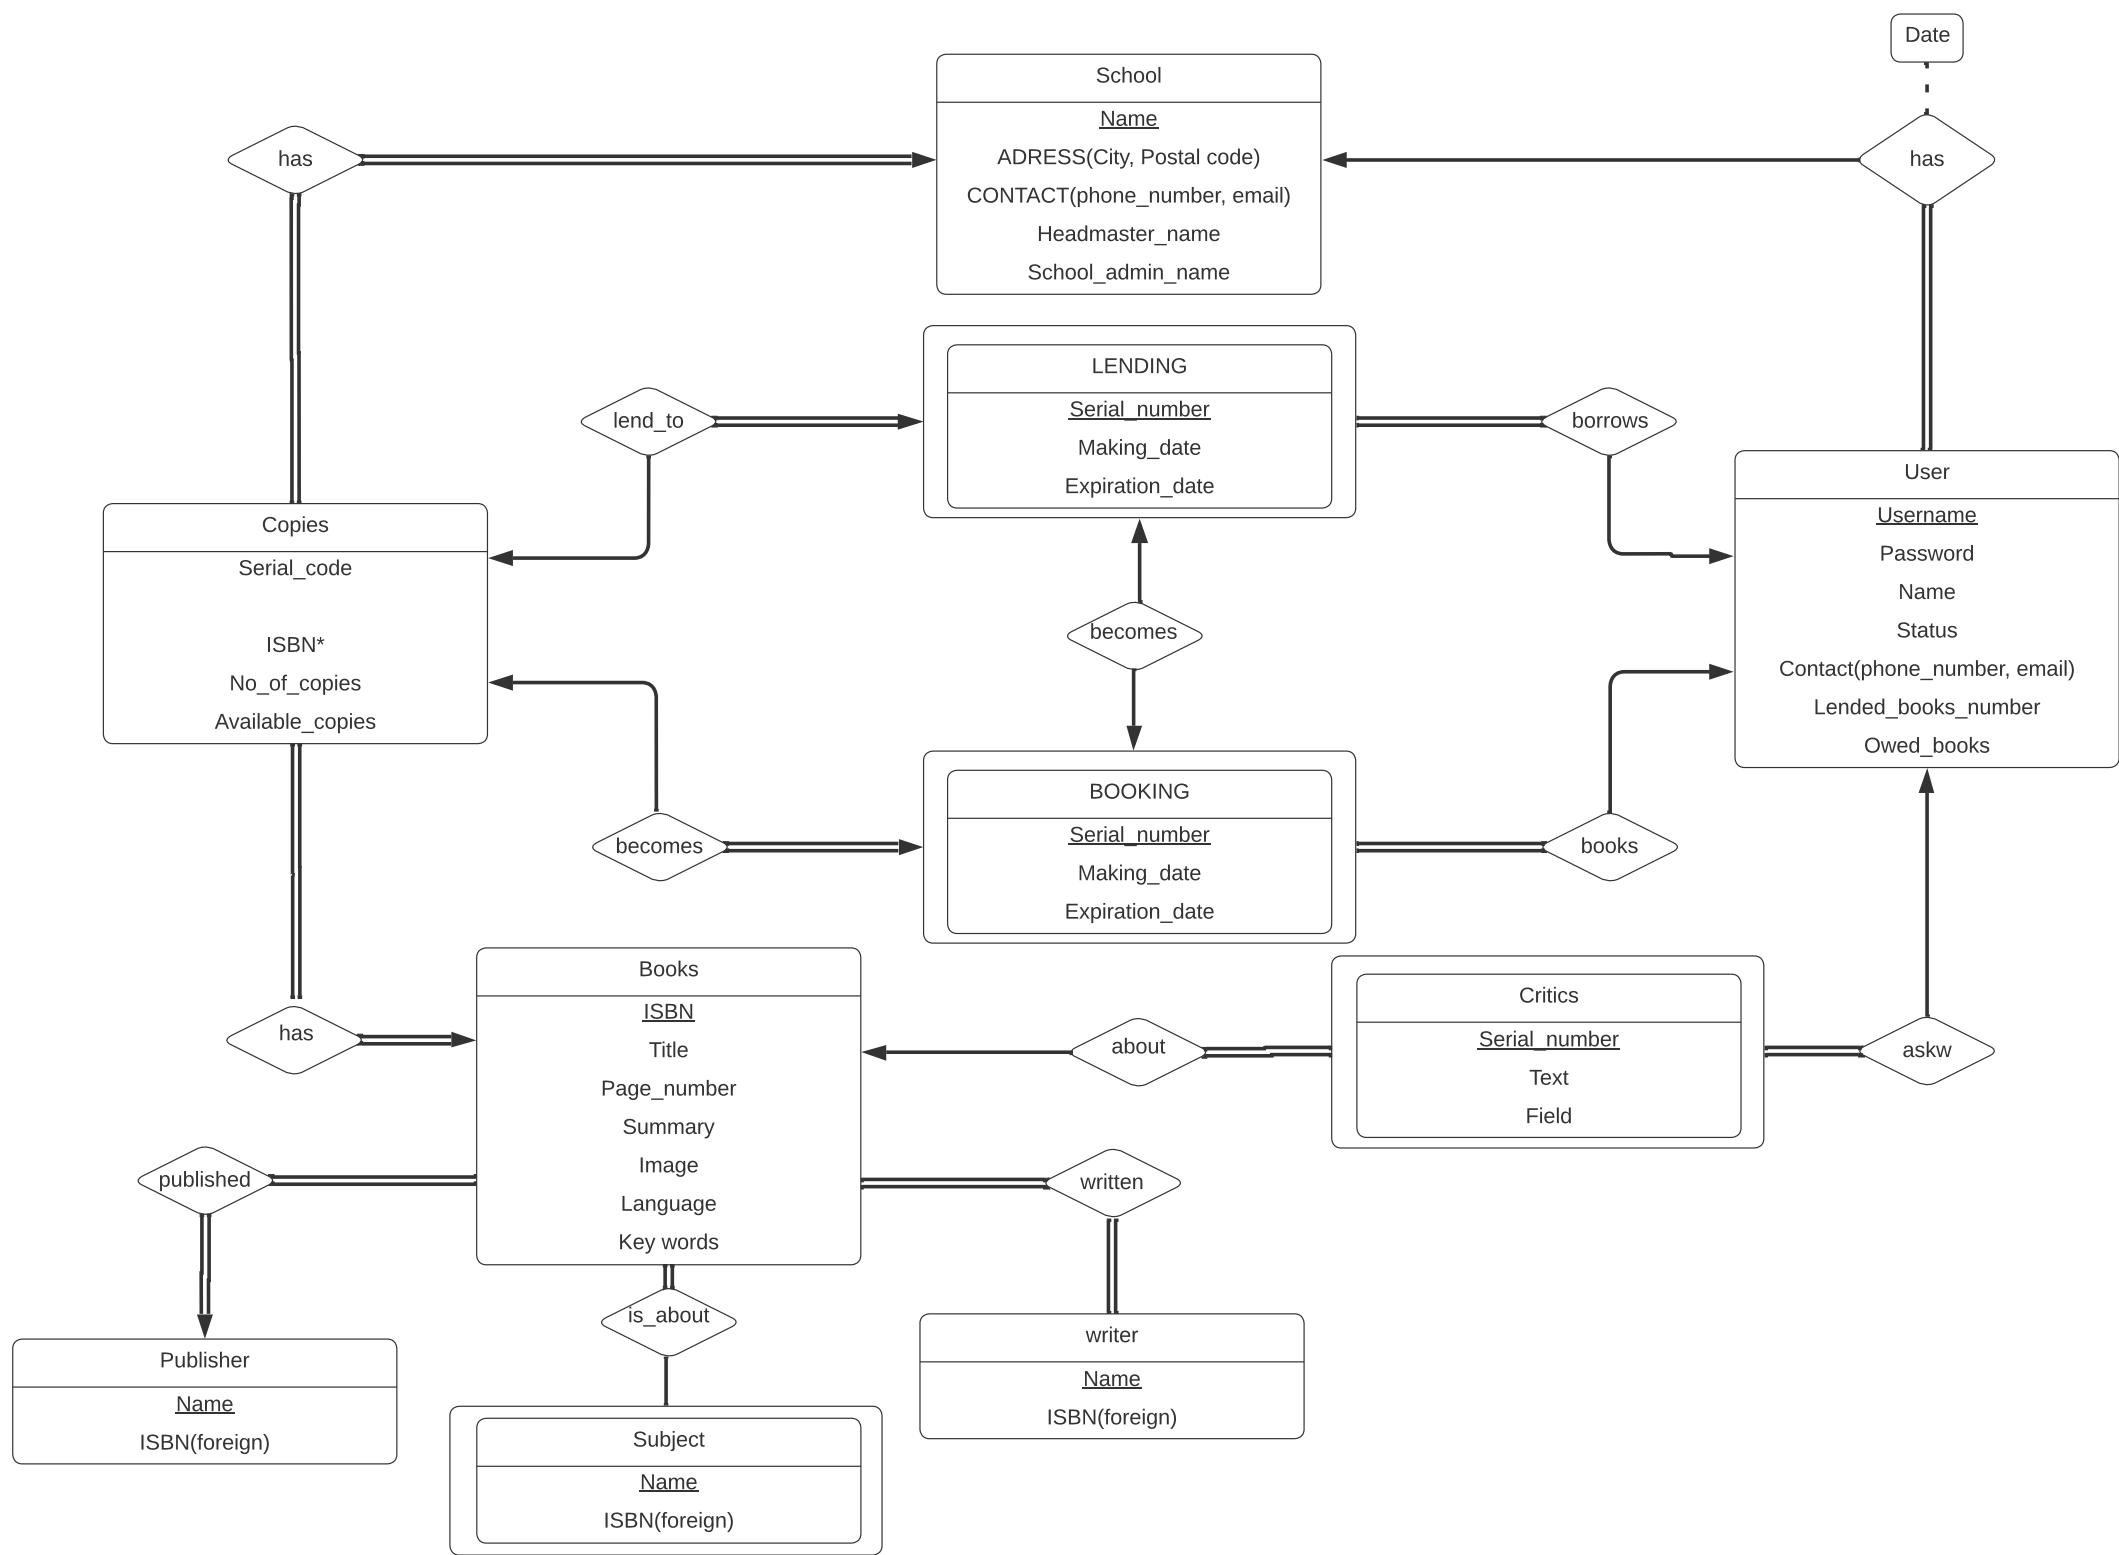 Date
School
Name
ADRESS(City, Postal code)
CONTACT(phone_number, email)
Headmaster_name
School_admin_name
has
has
LENDING
Serial_number
Making_date
Expiration_date
lend_to
borrows
User
Username
Password
Name
Status
Contact(phone_number, email)
Lended_books_number
Owed_books
Copies
Serial_code
ISBN*
No_of_copies
Available_copies
becomes
becomes
BOOKING
Serial_number
Making_date
Expiration_date
books
Books
ISBN
Title
Page_number
Summary
Image
Language
Key words
has
about
Critics
Serial_number
Text
Field
askw
published
written
is_about
Publisher
Name
ISBN(foreign)
writer
Name
ISBN(foreign)
Subject
Name
ISBN(foreign)